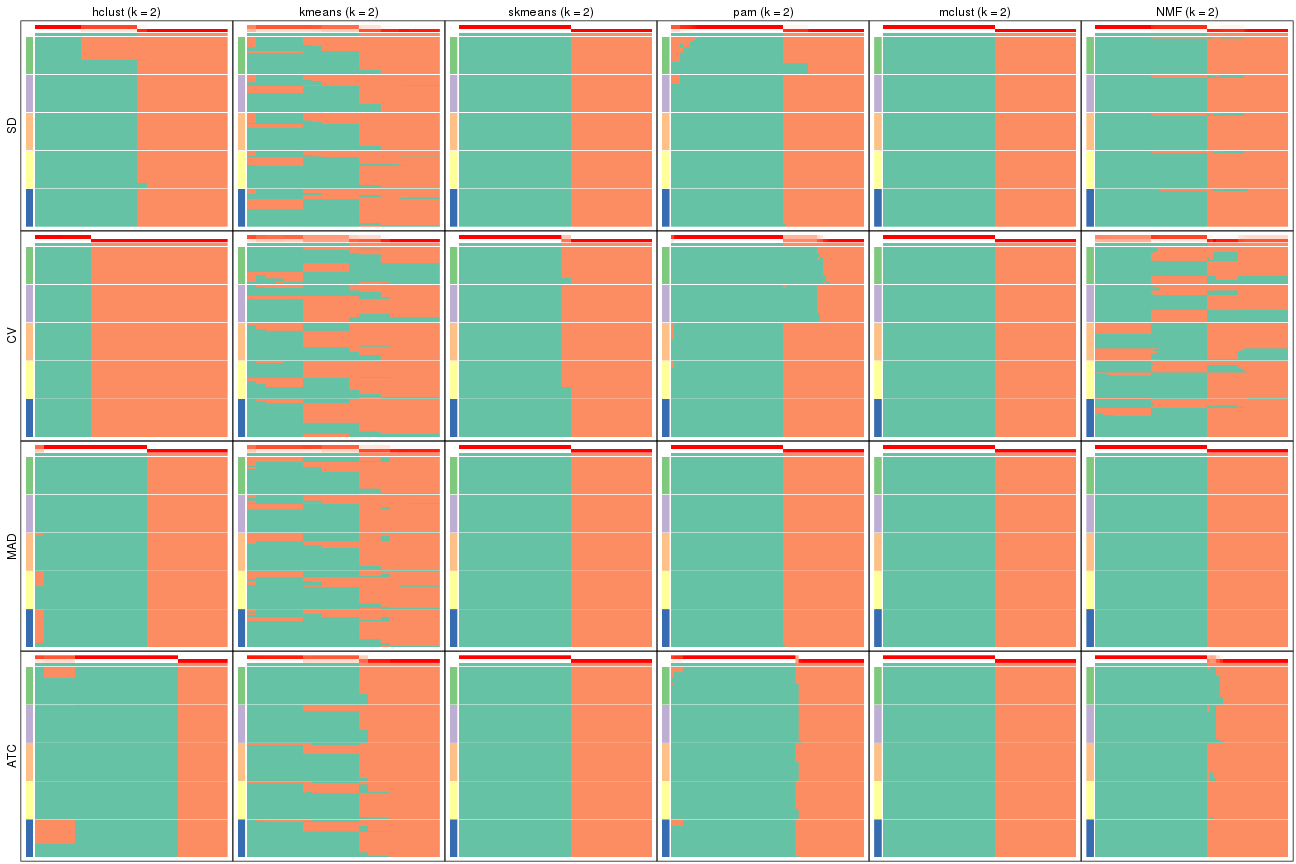 hclust (k = 2)
kmeans (k = 2)
skmeans (k = 2)
pam (k = 2)
mclust (k = 2)
NMF (k = 2)
SD
CV
MAD
ATC